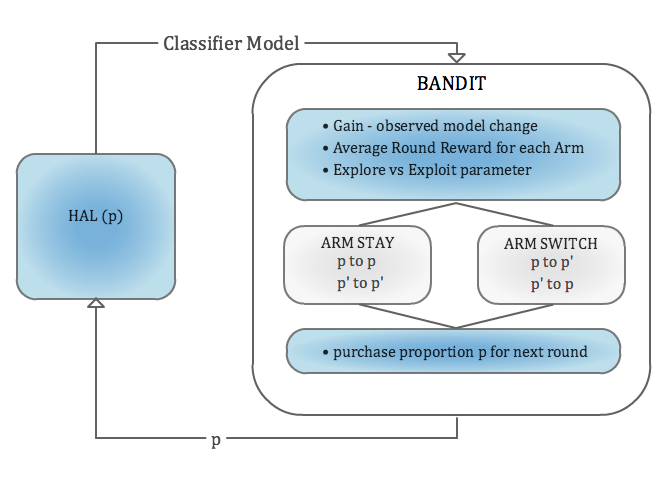 Classifier Model
BANDIT
• Gain - observed model change
• Average Round Reward for each Arm
• Explore vs Exploit parameter
HAL (p)
ARM STAY
p to p
p' to p'
ARM SWITCH
p to p'
p' to p
• purchase proportion p for next round
p